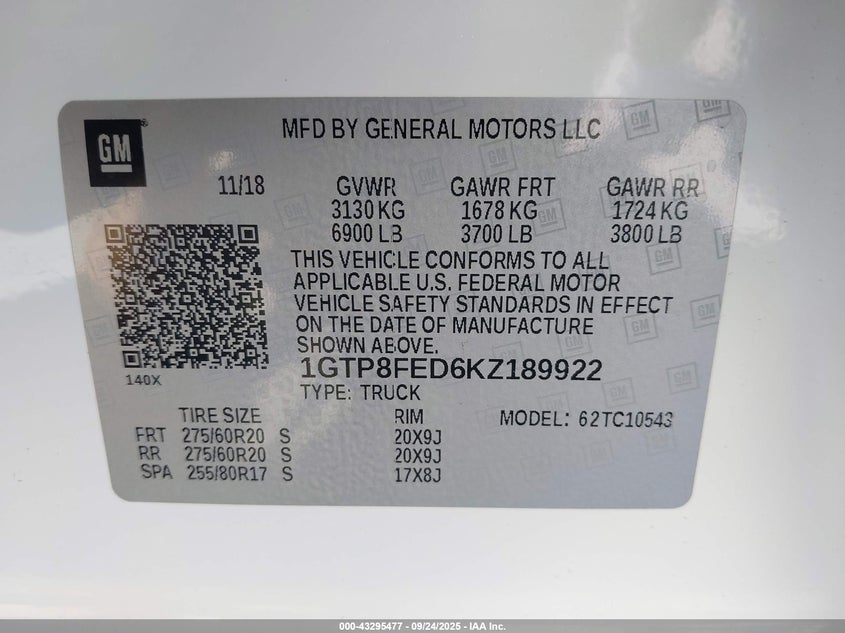 GM
MFD BY GENERAL MOTORS LLC
11/18 GVWR GAWR FRT GAWR RR
3130 KG 1678 KG 1724 KG
6900 LB 3700 LB 3800 LB
THIS VEHICLE CONFORMS TO ALL
APPLICABLE U.S. FEDERAL MOTOR
VEHICLE SAFETY STANDARDS IN EFFECT
ON THE DATE OF MANUFACTURE
SHOWN ABOVE.
140X
1GTP8FED6KZ189922
TYPE: TRUCK
TIRE SIZE RIM MODEL: 62TC10543
FRT 275/60R20 S 20X9J
RR 275/60R20 S 20X9J
SPA 255/80R17 S 17X8J
000-43295477 - 09/24/2025 - IAA Inc.